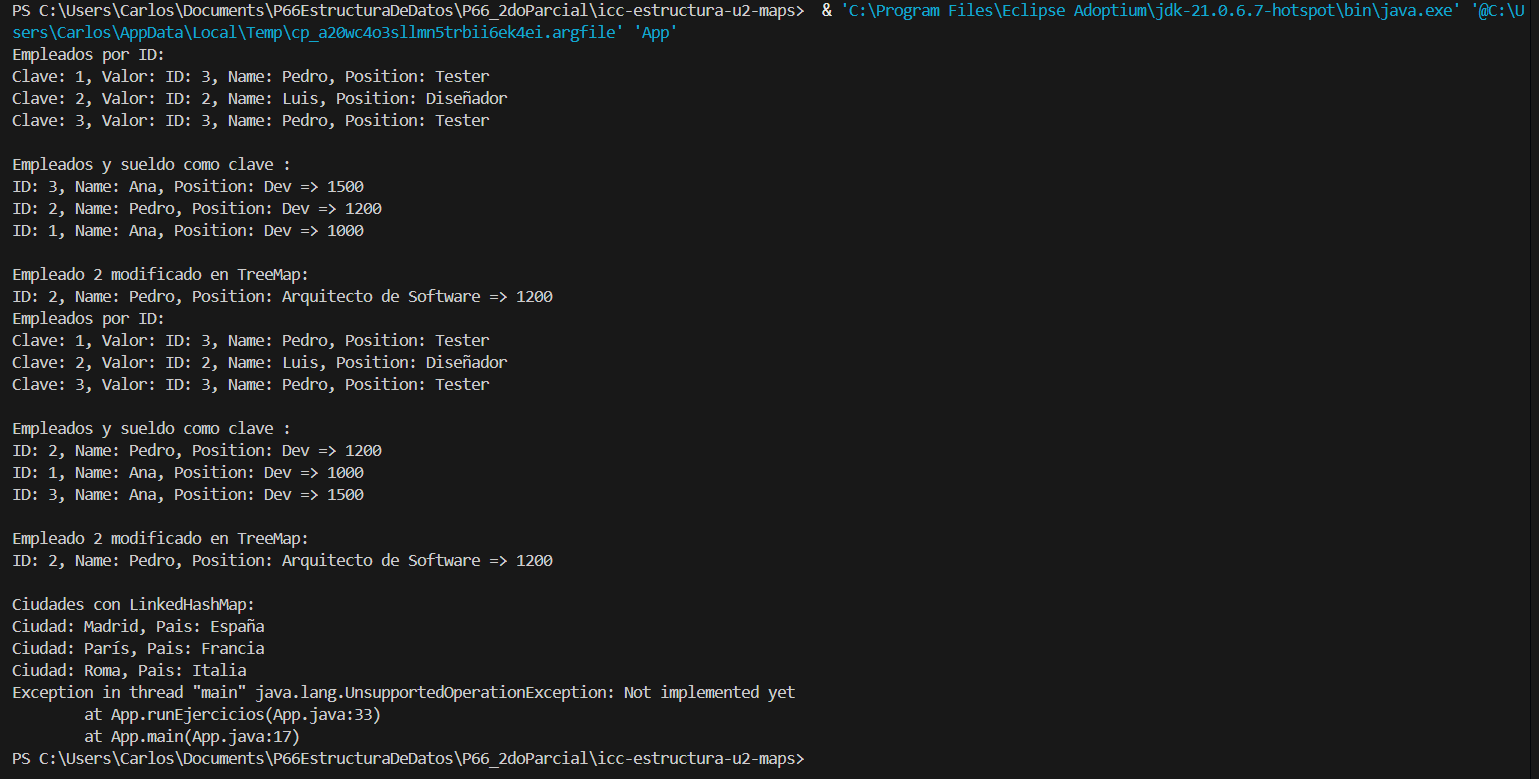 PS C:\Users\Carlos\Documents\P66EstructuraDeDatos\P66_2doParcial\icc-estructura-u2-maps>  & 'C:\Program Files\Eclipse Adoptium\jdk-21.0.6.7-hotspot\bin\java.exe' '@C:\U
sers\Carlos\AppData\Local\Temp\cp_a20wc4o3sllmn5trbii6ek4ei.argfile' 'App'
Empleados por ID:
Clave: 1, Valor: ID: 3, Name: Pedro, Position: Tester
Clave: 2, Valor: ID: 2, Name: Luis, Position: Diseñador
Clave: 3, Valor: ID: 3, Name: Pedro, Position: Tester

Empleados y sueldo como clave :
ID: 3, Name: Ana, Position: Dev => 1500
ID: 2, Name: Pedro, Position: Dev => 1200
ID: 1, Name: Ana, Position: Dev => 1000

Empleado 2 modificado en TreeMap:
ID: 2, Name: Pedro, Position: Arquitecto de Software => 1200
Empleados por ID:
Clave: 1, Valor: ID: 3, Name: Pedro, Position: Tester
Clave: 2, Valor: ID: 2, Name: Luis, Position: Diseñador
Clave: 3, Valor: ID: 3, Name: Pedro, Position: Tester

Empleados y sueldo como clave :
ID: 2, Name: Pedro, Position: Dev => 1200
ID: 1, Name: Ana, Position: Dev => 1000
ID: 3, Name: Ana, Position: Dev => 1500

Empleado 2 modificado en TreeMap:
ID: 2, Name: Pedro, Position: Arquitecto de Software => 1200

Ciudades con LinkedHashMap:
Ciudad: Madrid, Pais: España
Ciudad: París, Pais: Francia
Ciudad: Roma, Pais: Italia
Exception in thread "main" java.lang.UnsupportedOperationException: Not implemented yet
        at App.runEjercicios(App.java:33)
        at App.main(App.java:17)
PS C:\Users\Carlos\Documents\P66EstructuraDeDatos\P66_2doParcial\icc-estructura-u2-maps>